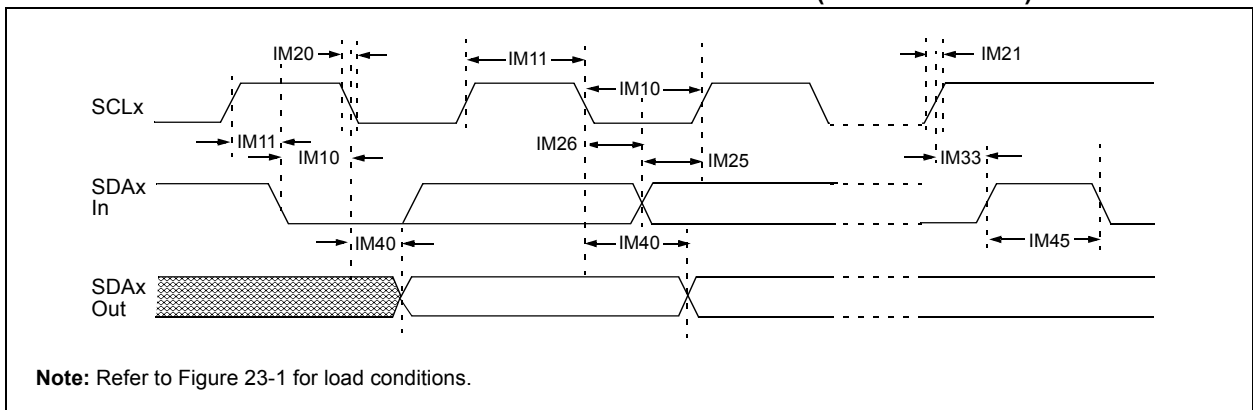 IM20
IM11
IM21
IM10
SCLx
IM11
IM26
IM10
IM25
IM33
SDAx
In
IM40
IM40
IM45
SDAx
Out
Note: Refer to Figure 23-1 for load conditions.